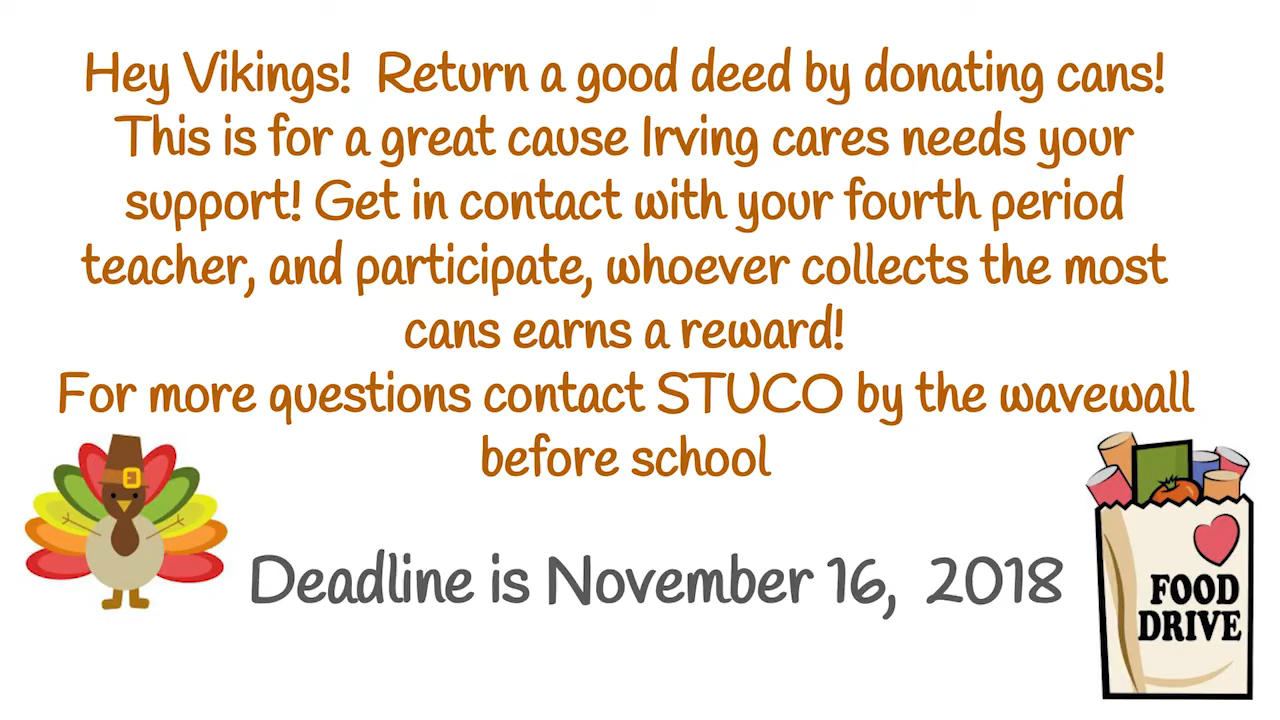 Hey Vikings!  Return a good deed by donating cans!
This is for a great cause Irving cares needs your
support! Get in contact with your fourth period
teacher, and participate, whoever collects the most
cans earns a reward!
For more questions contact STUCO by the wavewall
before school
Deadline is November 16,  2018
FOOD
DRIVE